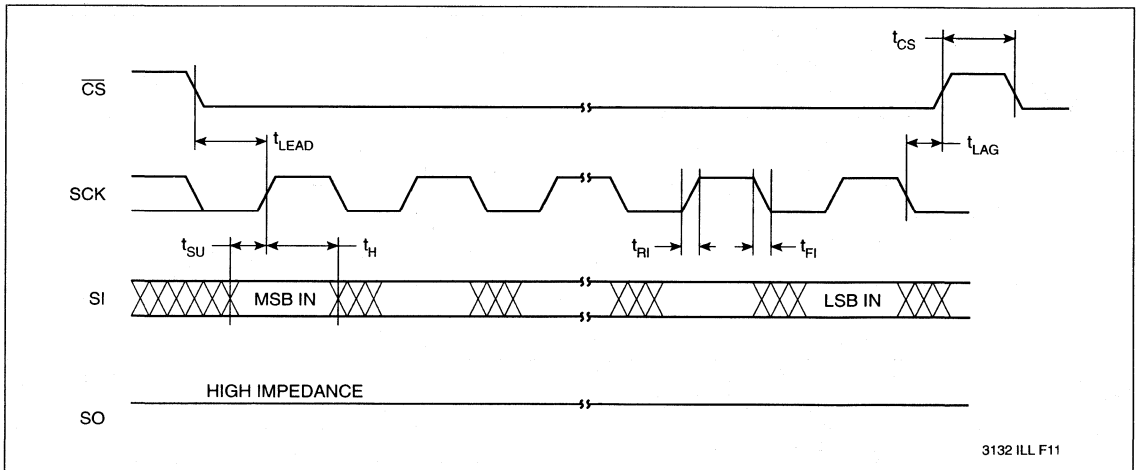 tCS
CS
tLEAD
tLAG
SCK
tSU
tH
tRI
tFI
SI
MSB IN
LSB IN
HIGH IMPEDANCE
SO
3132 ILL F11